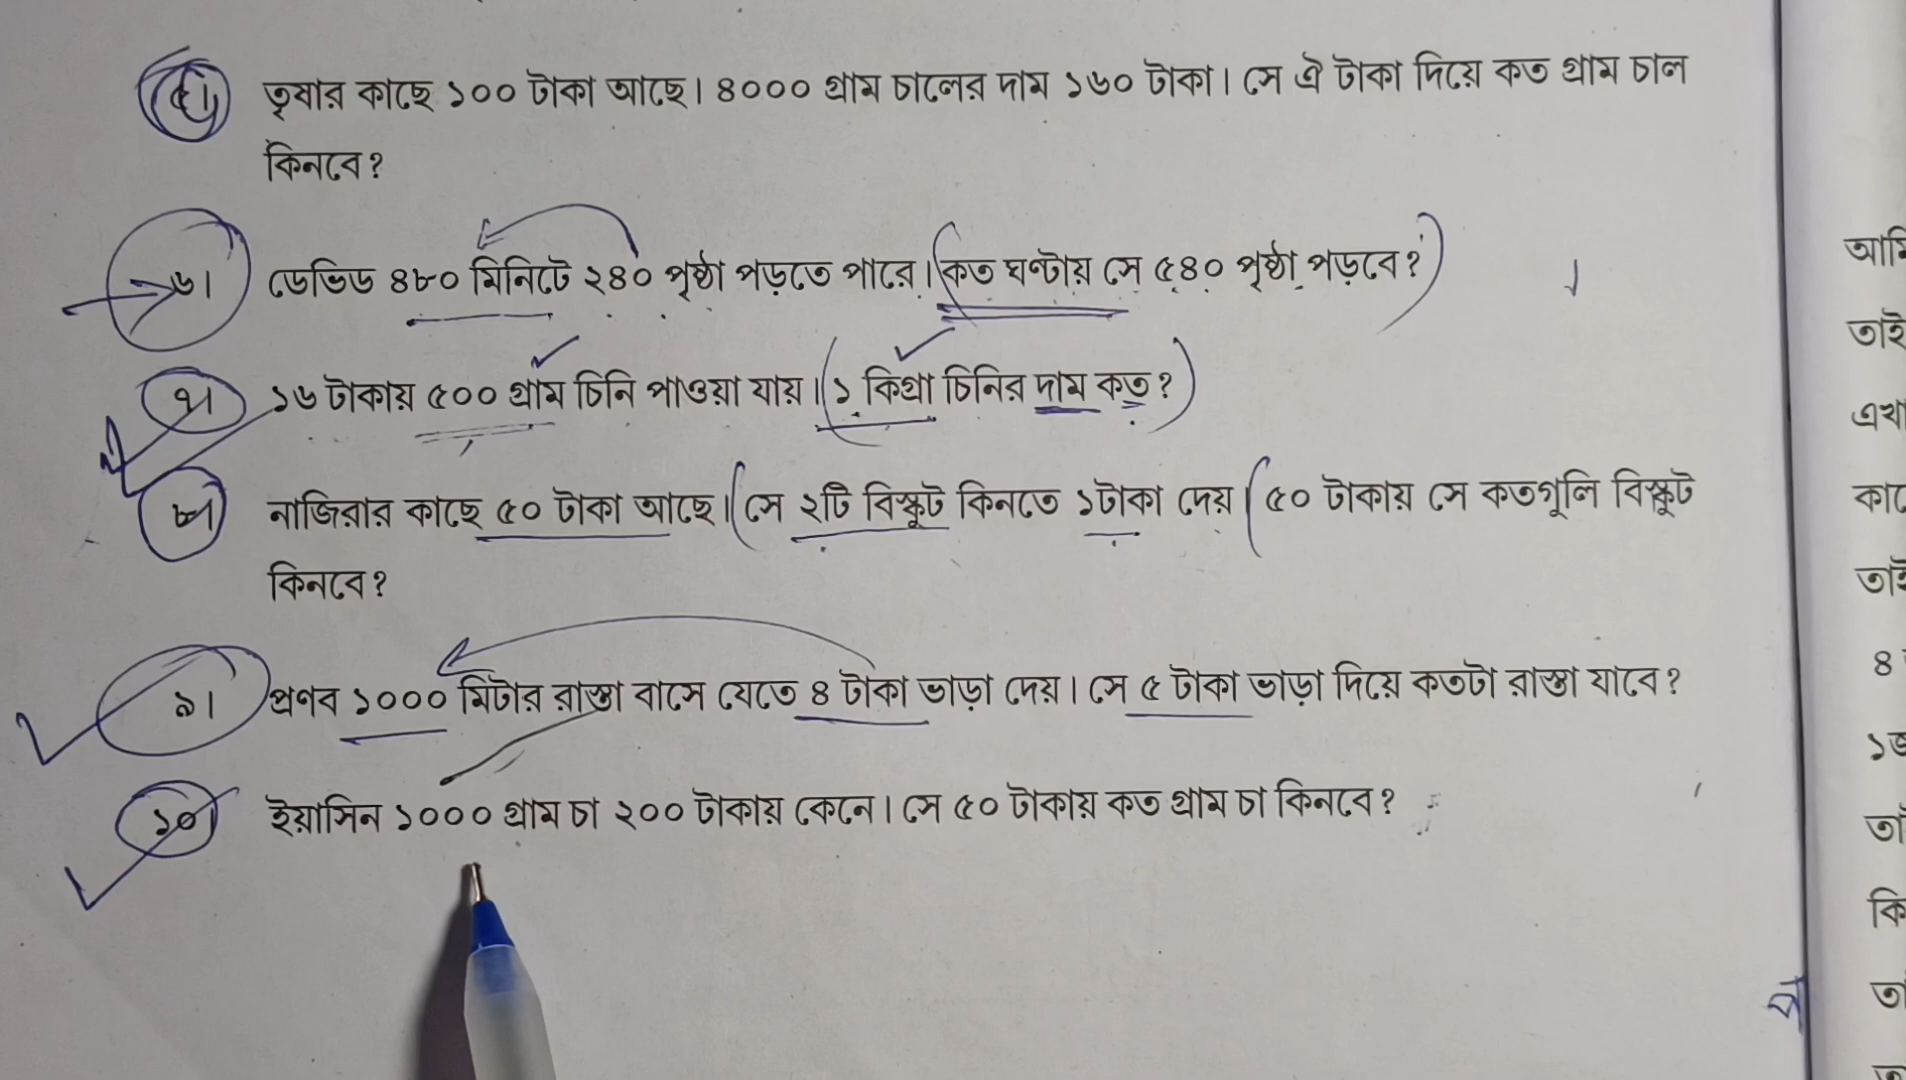 ৫। তৃষার কাছে ১০০ টাকা আছে। ৪০০০ গ্রাম চালের দাম ১৬০ টাকা। সে ঐ টাকা দিয়ে কত গ্রাম চাল
কিনবে?
৬। ডেভিড ৪৮০ মিনিটে ২৪০ পৃষ্ঠা পড়তে পারে। কত ঘণ্টায় সে ৫৪০ পৃষ্ঠা পড়বে?
৭। ১৬ টাকায় ৫০০ গ্রাম চিনি পাওয়া যায়। ১ কিগ্রা চিনির দাম কত?
৮। নাজিরার কাছে ৫০ টাকা আছে। সে ২টি বিস্কুট কিনতে ১টাকা দেয়। ৫০ টাকায় সে কতগুলি বিস্কুট
কিনবে?
৯। প্রণব ১০০০ মিটার রাস্তা বাসে যেতে ৪ টাকা ভাড়া দেয়। সে ৫ টাকা ভাড়া দিয়ে কতটা রাস্তা যাবে?
১০। ইয়াসিন ১০০০ গ্রাম চা ২০০ টাকায় কেনে। সে ৫০ টাকায় কত গ্রাম চা কিনবে?
৪